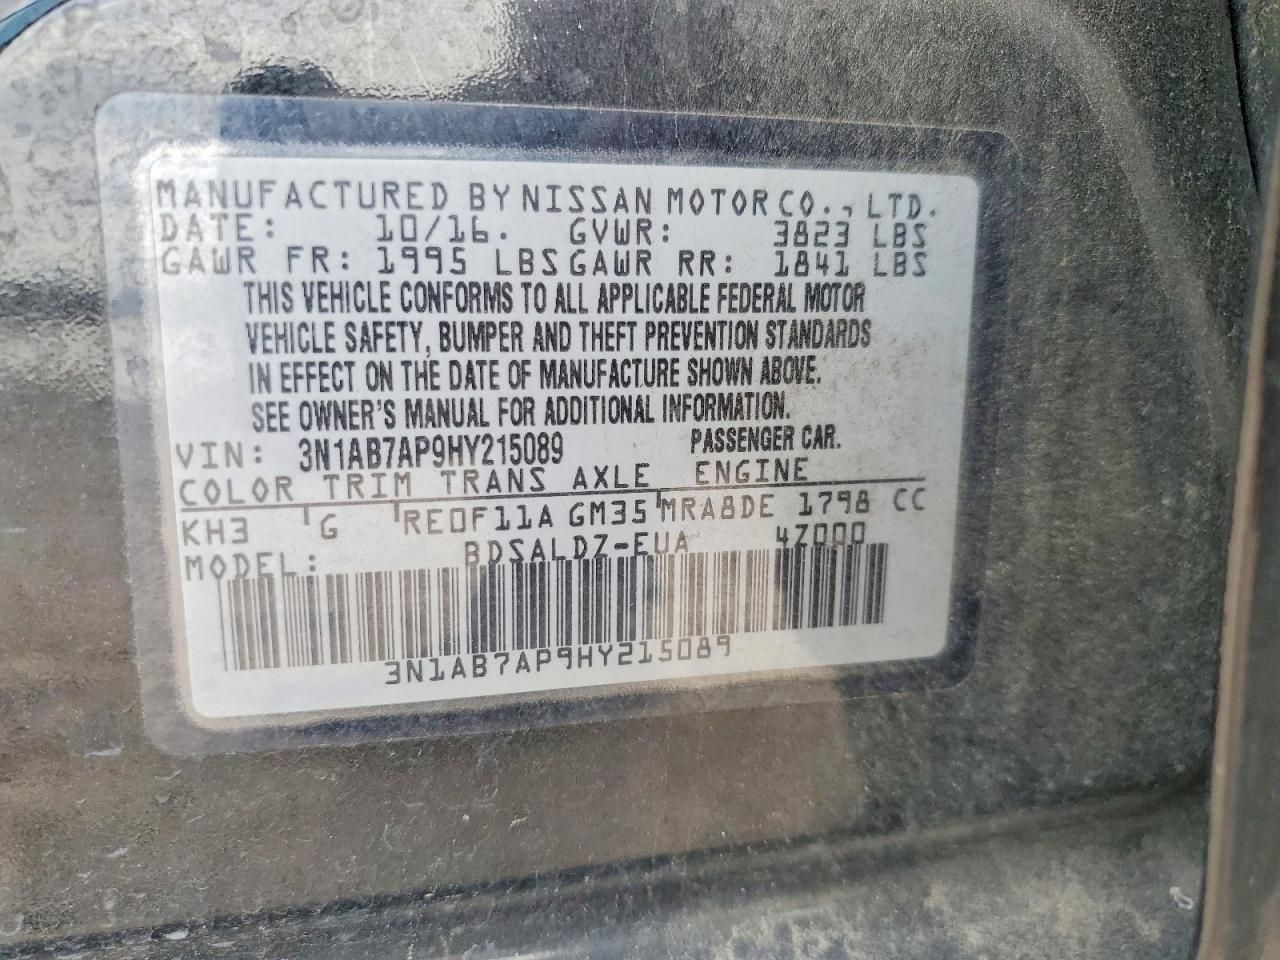 MANUFACTURED BY NISSAN MOTOR CO., LTD.
DATE: 10/16. GVWR: 3823 LBS
GAWR FR: 1995 LBS GAWR RR: 1841 LBS
THIS VEHICLE CONFORMS TO ALL APPLICABLE FEDERAL MOTOR
VEHICLE SAFETY, BUMPER AND THEFT PREVENTION STANDARDS
IN EFFECT ON THE DATE OF MANUFACTURE SHOWN ABOVE.
SEE OWNER'S MANUAL FOR ADDITIONAL INFORMATION.
VIN: 3N1AB7AP9HY215089 PASSENGER CAR.
COLOR TRIM TRANS AXLE ENGINE
KH3 G RE0F11A GM35 MRA8DE 1798 CC
MODEL: BDSALDZ-EUA 4Z000
3N1AB7AP9HY215089